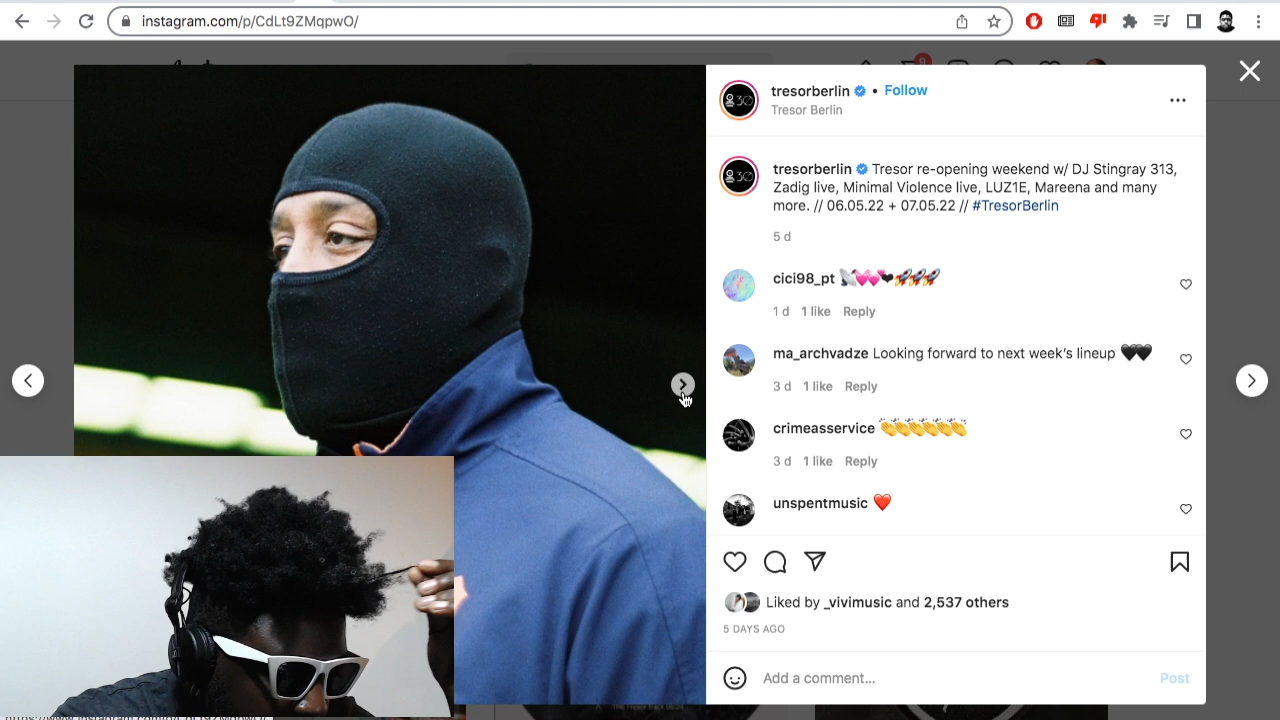 instagram.com/p/CdLt9ZMqpwO/
9
tresorberlin • Follow
Tresor Berlin
tresorberlin Tresor re-opening weekend w/ DJ Stingray 313,
Zadig live, Minimal Violence live, LUZ1E, Mareena and many
more. // 06.05.22 + 07.05.22 // #TresorBerlin
5 d
cici98_pt 🕊💕❤🚀🚀🚀
1 d 1 like Reply
ma_archvadze Looking forward to next week's lineup 🖤🖤
3 d 1 like Reply
crimeasservice 👏👏👏👏👏👏
3 d 1 like Reply
unspentmusic ❤️
Liked by _vivimusic and 2,537 others
5 DAYS AGO
Add a comment... Post